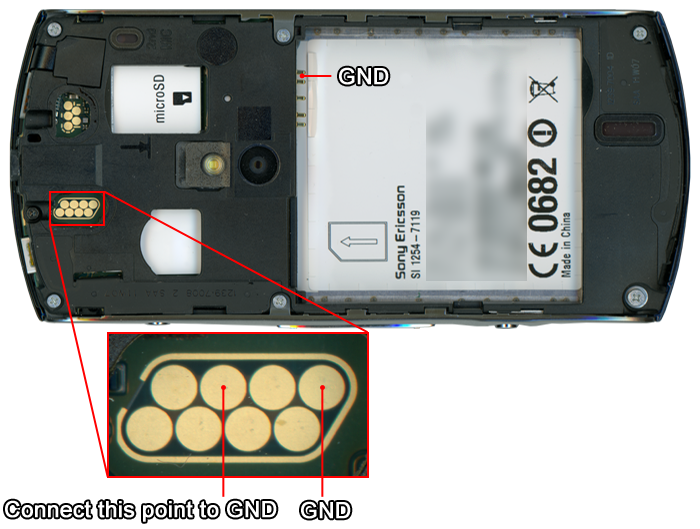 GND
microSD
Sony Ericsson
SI 1254-7119
CE 0682
Made in China
Connect this point to GND
GND